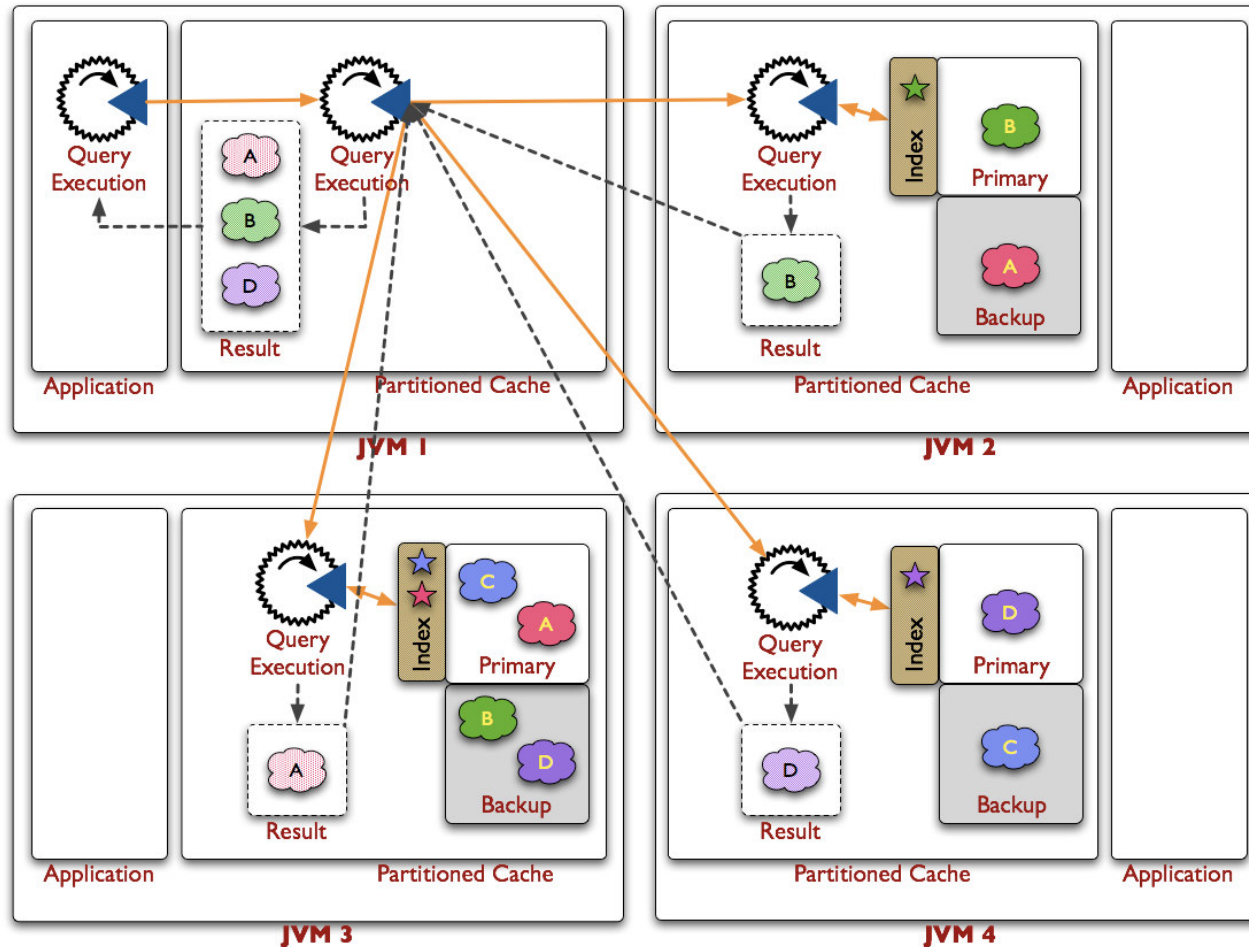 Query
Execution
A
B
D
Result
Query
Execution
Application
Partitioned Cache
JVM 1
Query
Execution
B
Result
Index
B
Primary
A
Backup
Partitioned Cache
Application
JVM 2
Query
Execution
A
Result
Index
C
A
Primary
B
D
Backup
Application
Partitioned Cache
JVM 3
Query
Execution
D
Result
Index
D
Primary
C
Backup
Partitioned Cache
Application
JVM 4